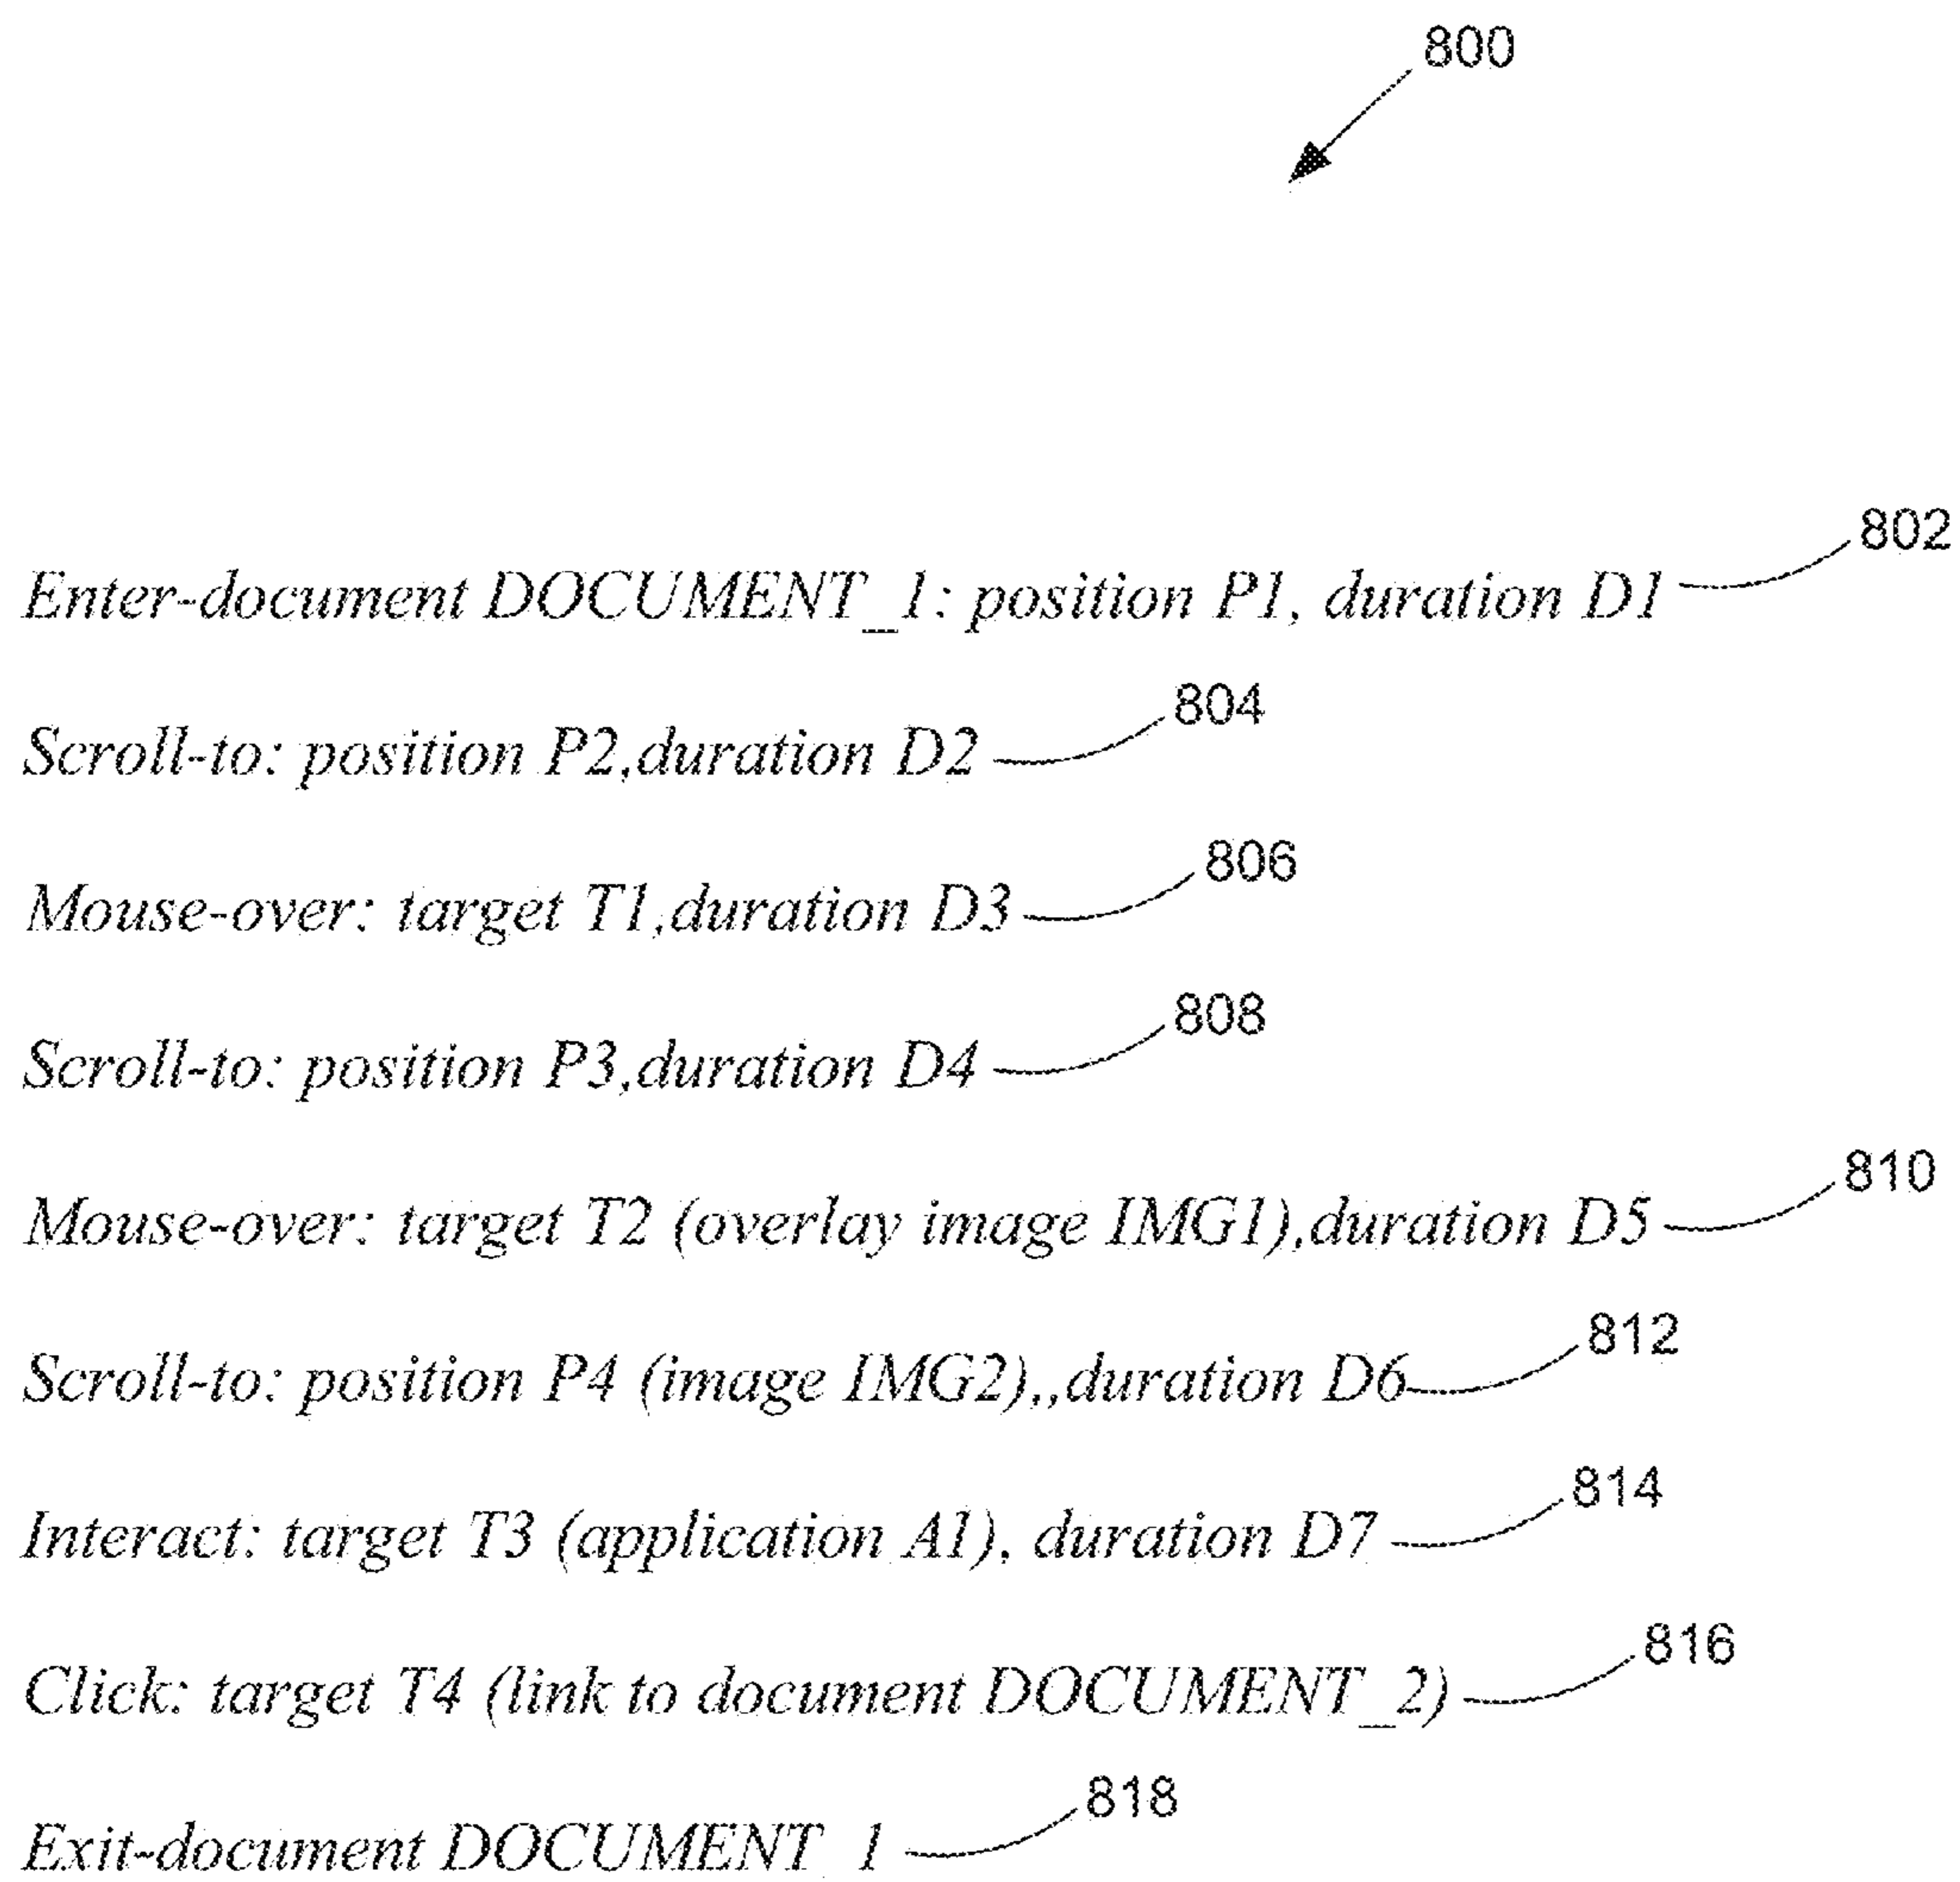 800
Enter-document DOCUMENT_1: position P1, duration D1 802
Scroll-to: position P2,duration D2 804
Mouse-over: target T1,duration D3 806
Scroll-to: position P3,duration D4 808
Mouse-over: target T2 (overlay image IMG1),duration D5 810
Scroll-to: position P4 (image IMG2),,duration D6 812
Interact: target T3 (application A1), duration D7 814
Click: target T4 (link to document DOCUMENT_2) 816
Exit-document DOCUMENT_1 818